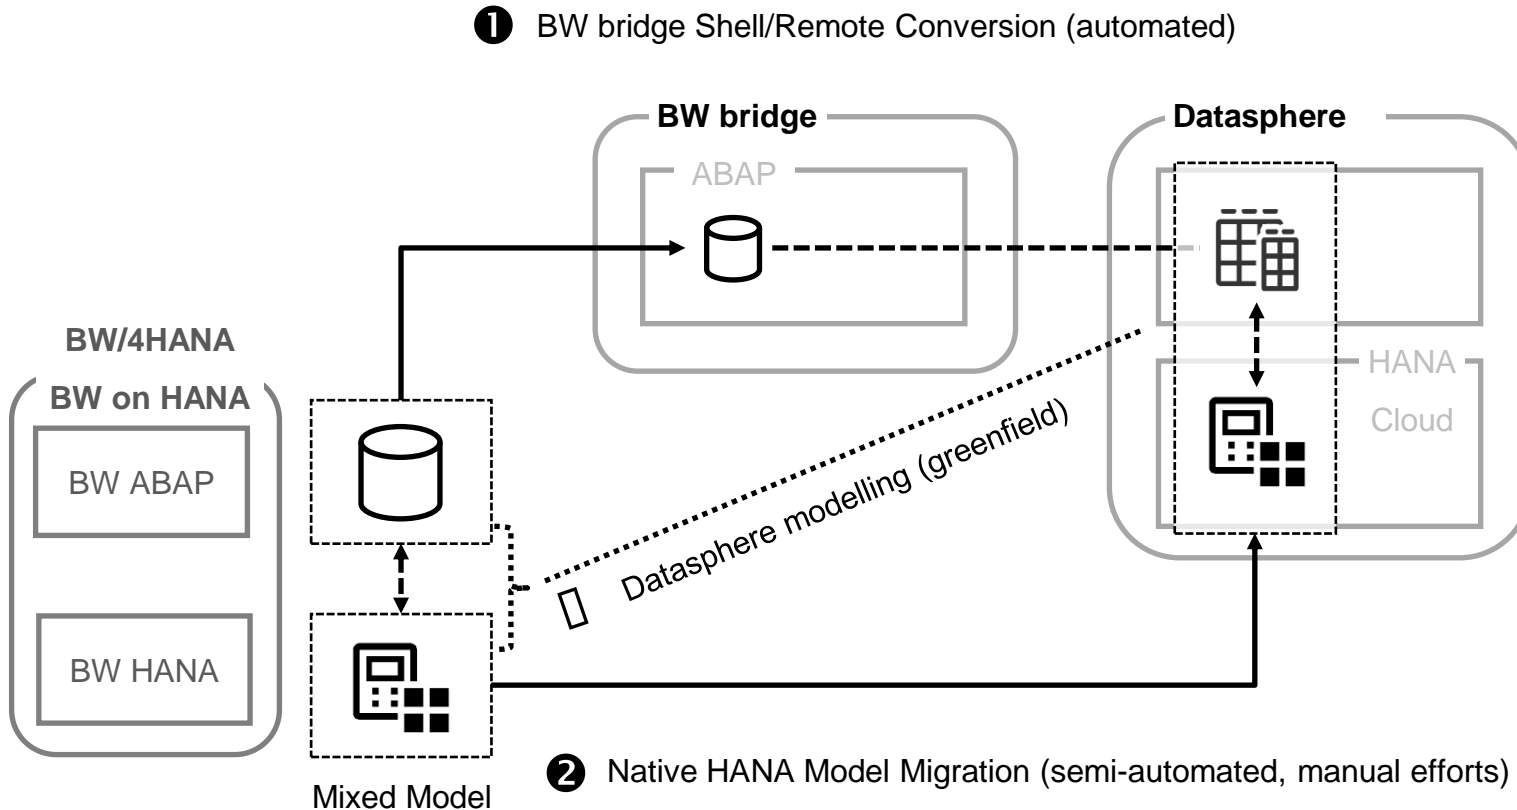 ❶ BW bridge Shell/Remote Conversion (automated)
BW bridge
Datasphere
ABAP
BW/4HANA
BW on HANA
HANA
Cloud
BW ABAP
Datasphere modelling (greenfield)
BW HANA
❷ Native HANA Model Migration (semi-automated, manual efforts)
Mixed Model